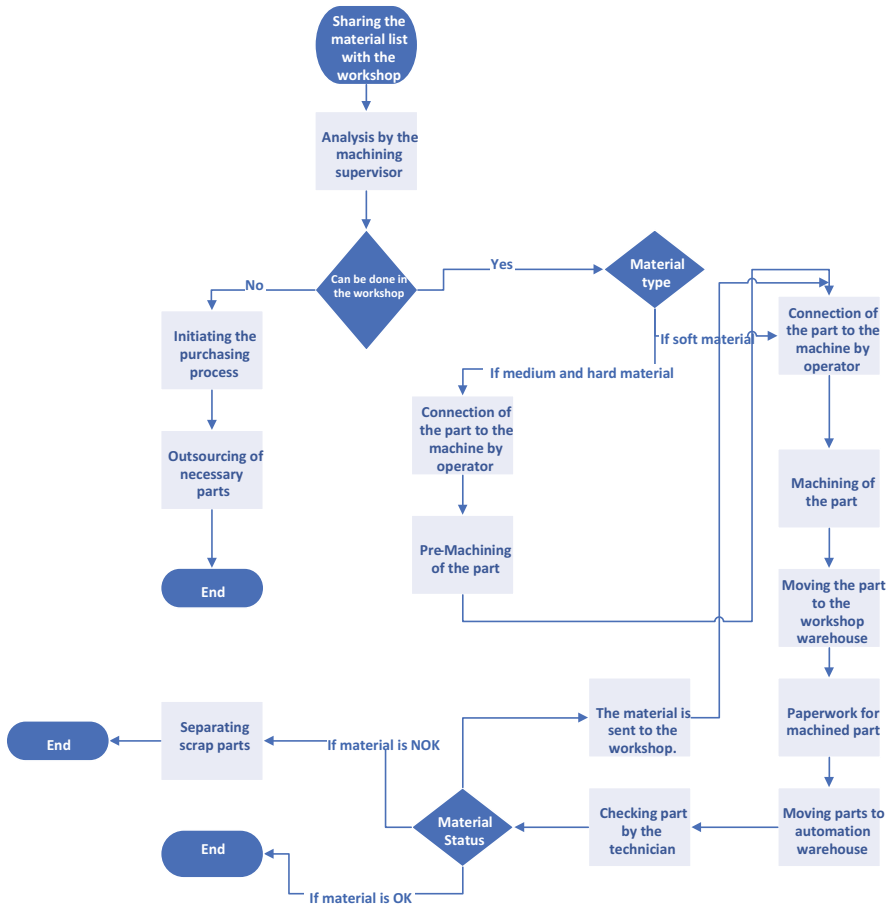 Sharing the
material list
with the
workshop
Analysis by the
machining
supervisor
Can be done in
the workshop
Yes
No
Material
type
If soft material
If medium and hard material
Initiating the
purchasing
process
Outsourcing of
necessary
parts
End
Connection of
the part to the
machine by
operator
Pre-Machining
of the part
Connection of
the part to the
machine by
operator
Machining of
the part
Moving the part
to the
workshop
warehouse
Paperwork for
machined part
Moving parts to
automation
warehouse
Checking part
by the
technician
Material
Status
The material is
sent to the
workshop.
If material is NOK
Separating
scrap parts
End
If material is OK
End